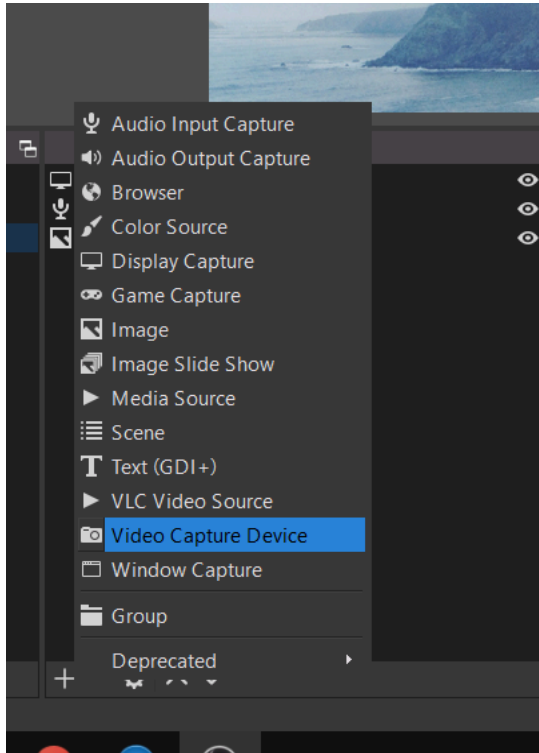 Audio Input Capture
Audio Output Capture
Browser
Color Source
Display Capture
Game Capture
Image
Image Slide Show
Media Source
Scene
Text (GDI+)
VLC Video Source
Video Capture Device
Window Capture
Group
Deprecated